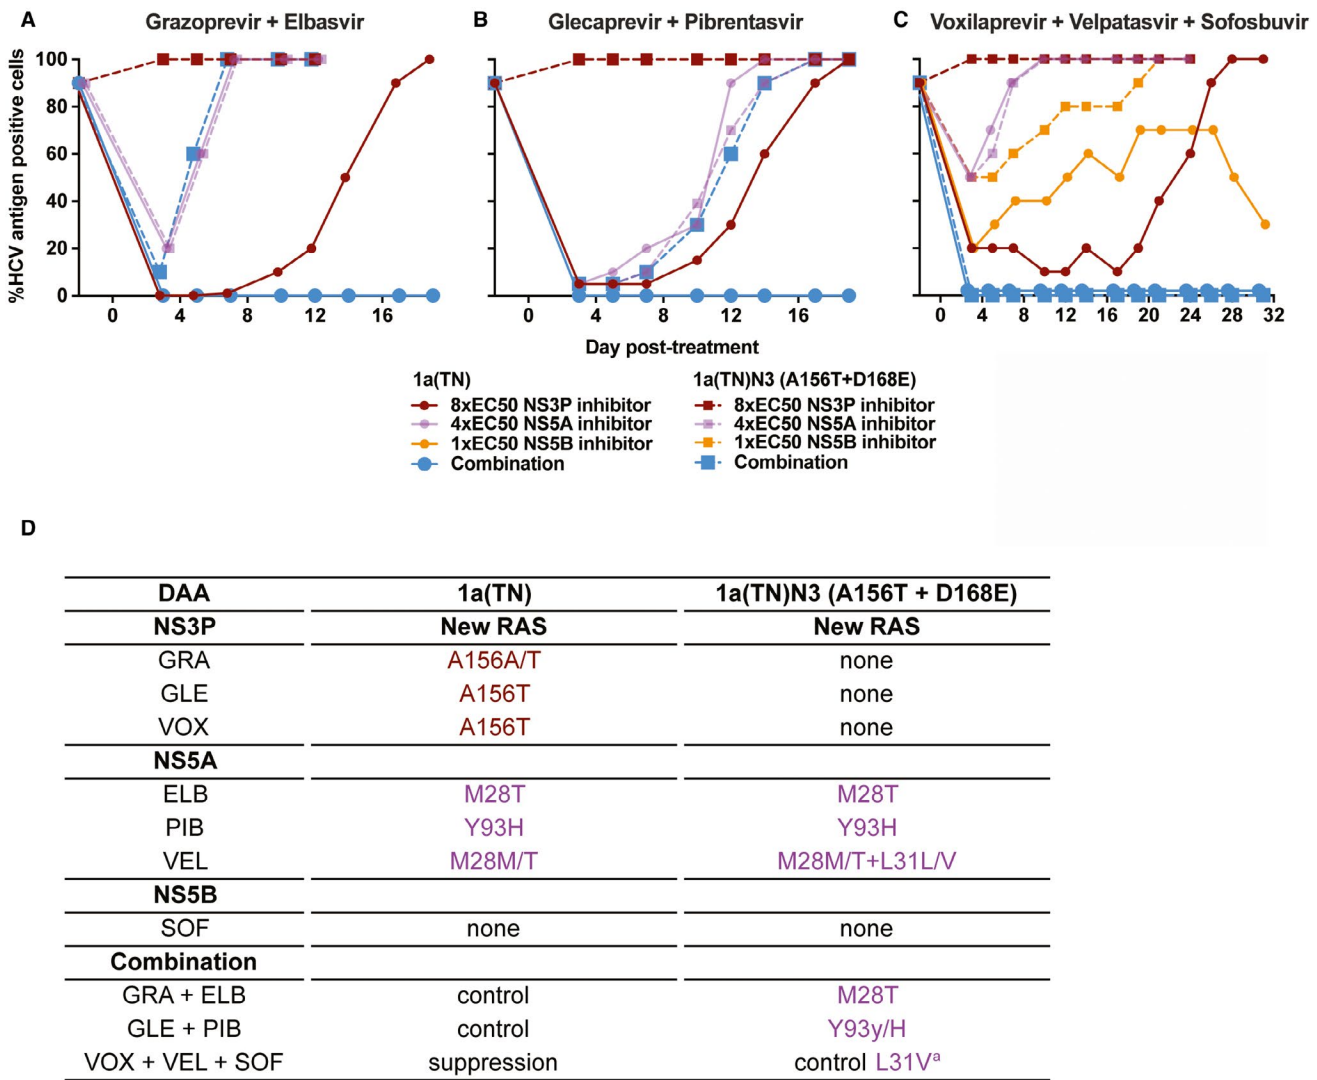 A Grazoprevir + Elbasvir
B Glecaprevir + Pibrentasvir
C Voxilaprevir + Velpatasvir + Sofosbuvir
%HCV antigen positive cells
100
80
60
40
20
0
0 4 8 12 16
0 4 8 12 16
0 4 8 12 16 20 24 28 32
Day post-treatment
1a(TN)
8xEC50 NS3P inhibitor
4xEC50 NS5A inhibitor
1xEC50 NS5B inhibitor
Combination
1a(TN)N3 (A156T+D168E)
8xEC50 NS3P inhibitor
4xEC50 NS5A inhibitor
1xEC50 NS5B inhibitor
Combination
D
DAA 1a(TN) 1a(TN)N3 (A156T + D168E)
NS3P New RAS New RAS
GRA A156A/T none
GLE A156T none
VOX A156T none
NS5A
ELB M28T M28T
PIB Y93H Y93H
VEL M28M/T M28M/T+L31L/V
NS5B
SOF none none
Combination
GRA + ELB control M28T
GLE + PIB control Y93y/H
VOX + VEL + SOF suppression control L31Vᵃ